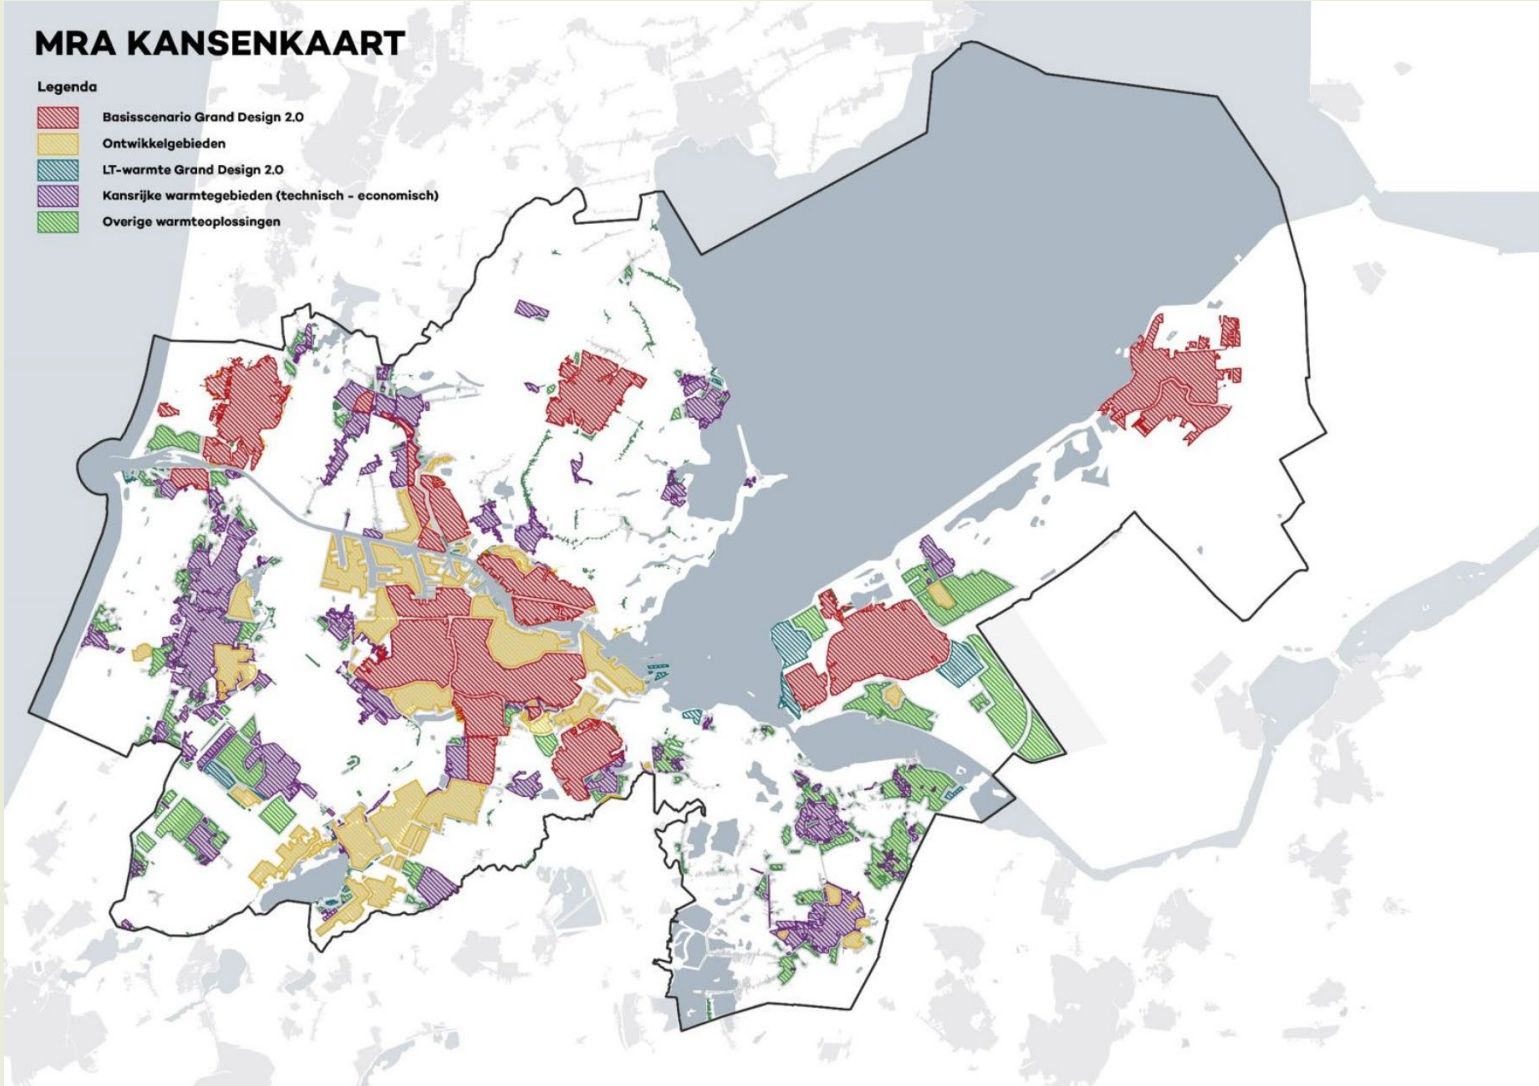 MRA KANSENKAART
Legenda
Basisscenario Grand Design 2.0
Ontwikkelgebieden
LT-warmte Grand Design 2.0
Kansrijke warmtegebieden (technisch - economisch)
Overige warmteoplossingen